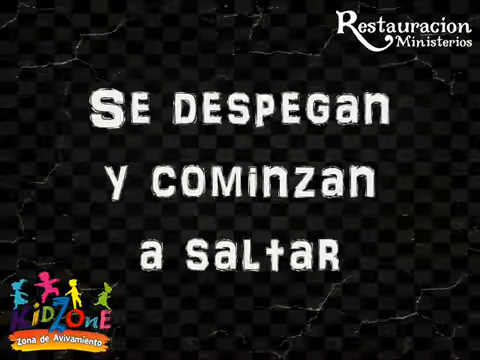 Restauracion
Ministerios
Se despegan
y cominzan
a saltar
KidZone
Zona de Avivamiento